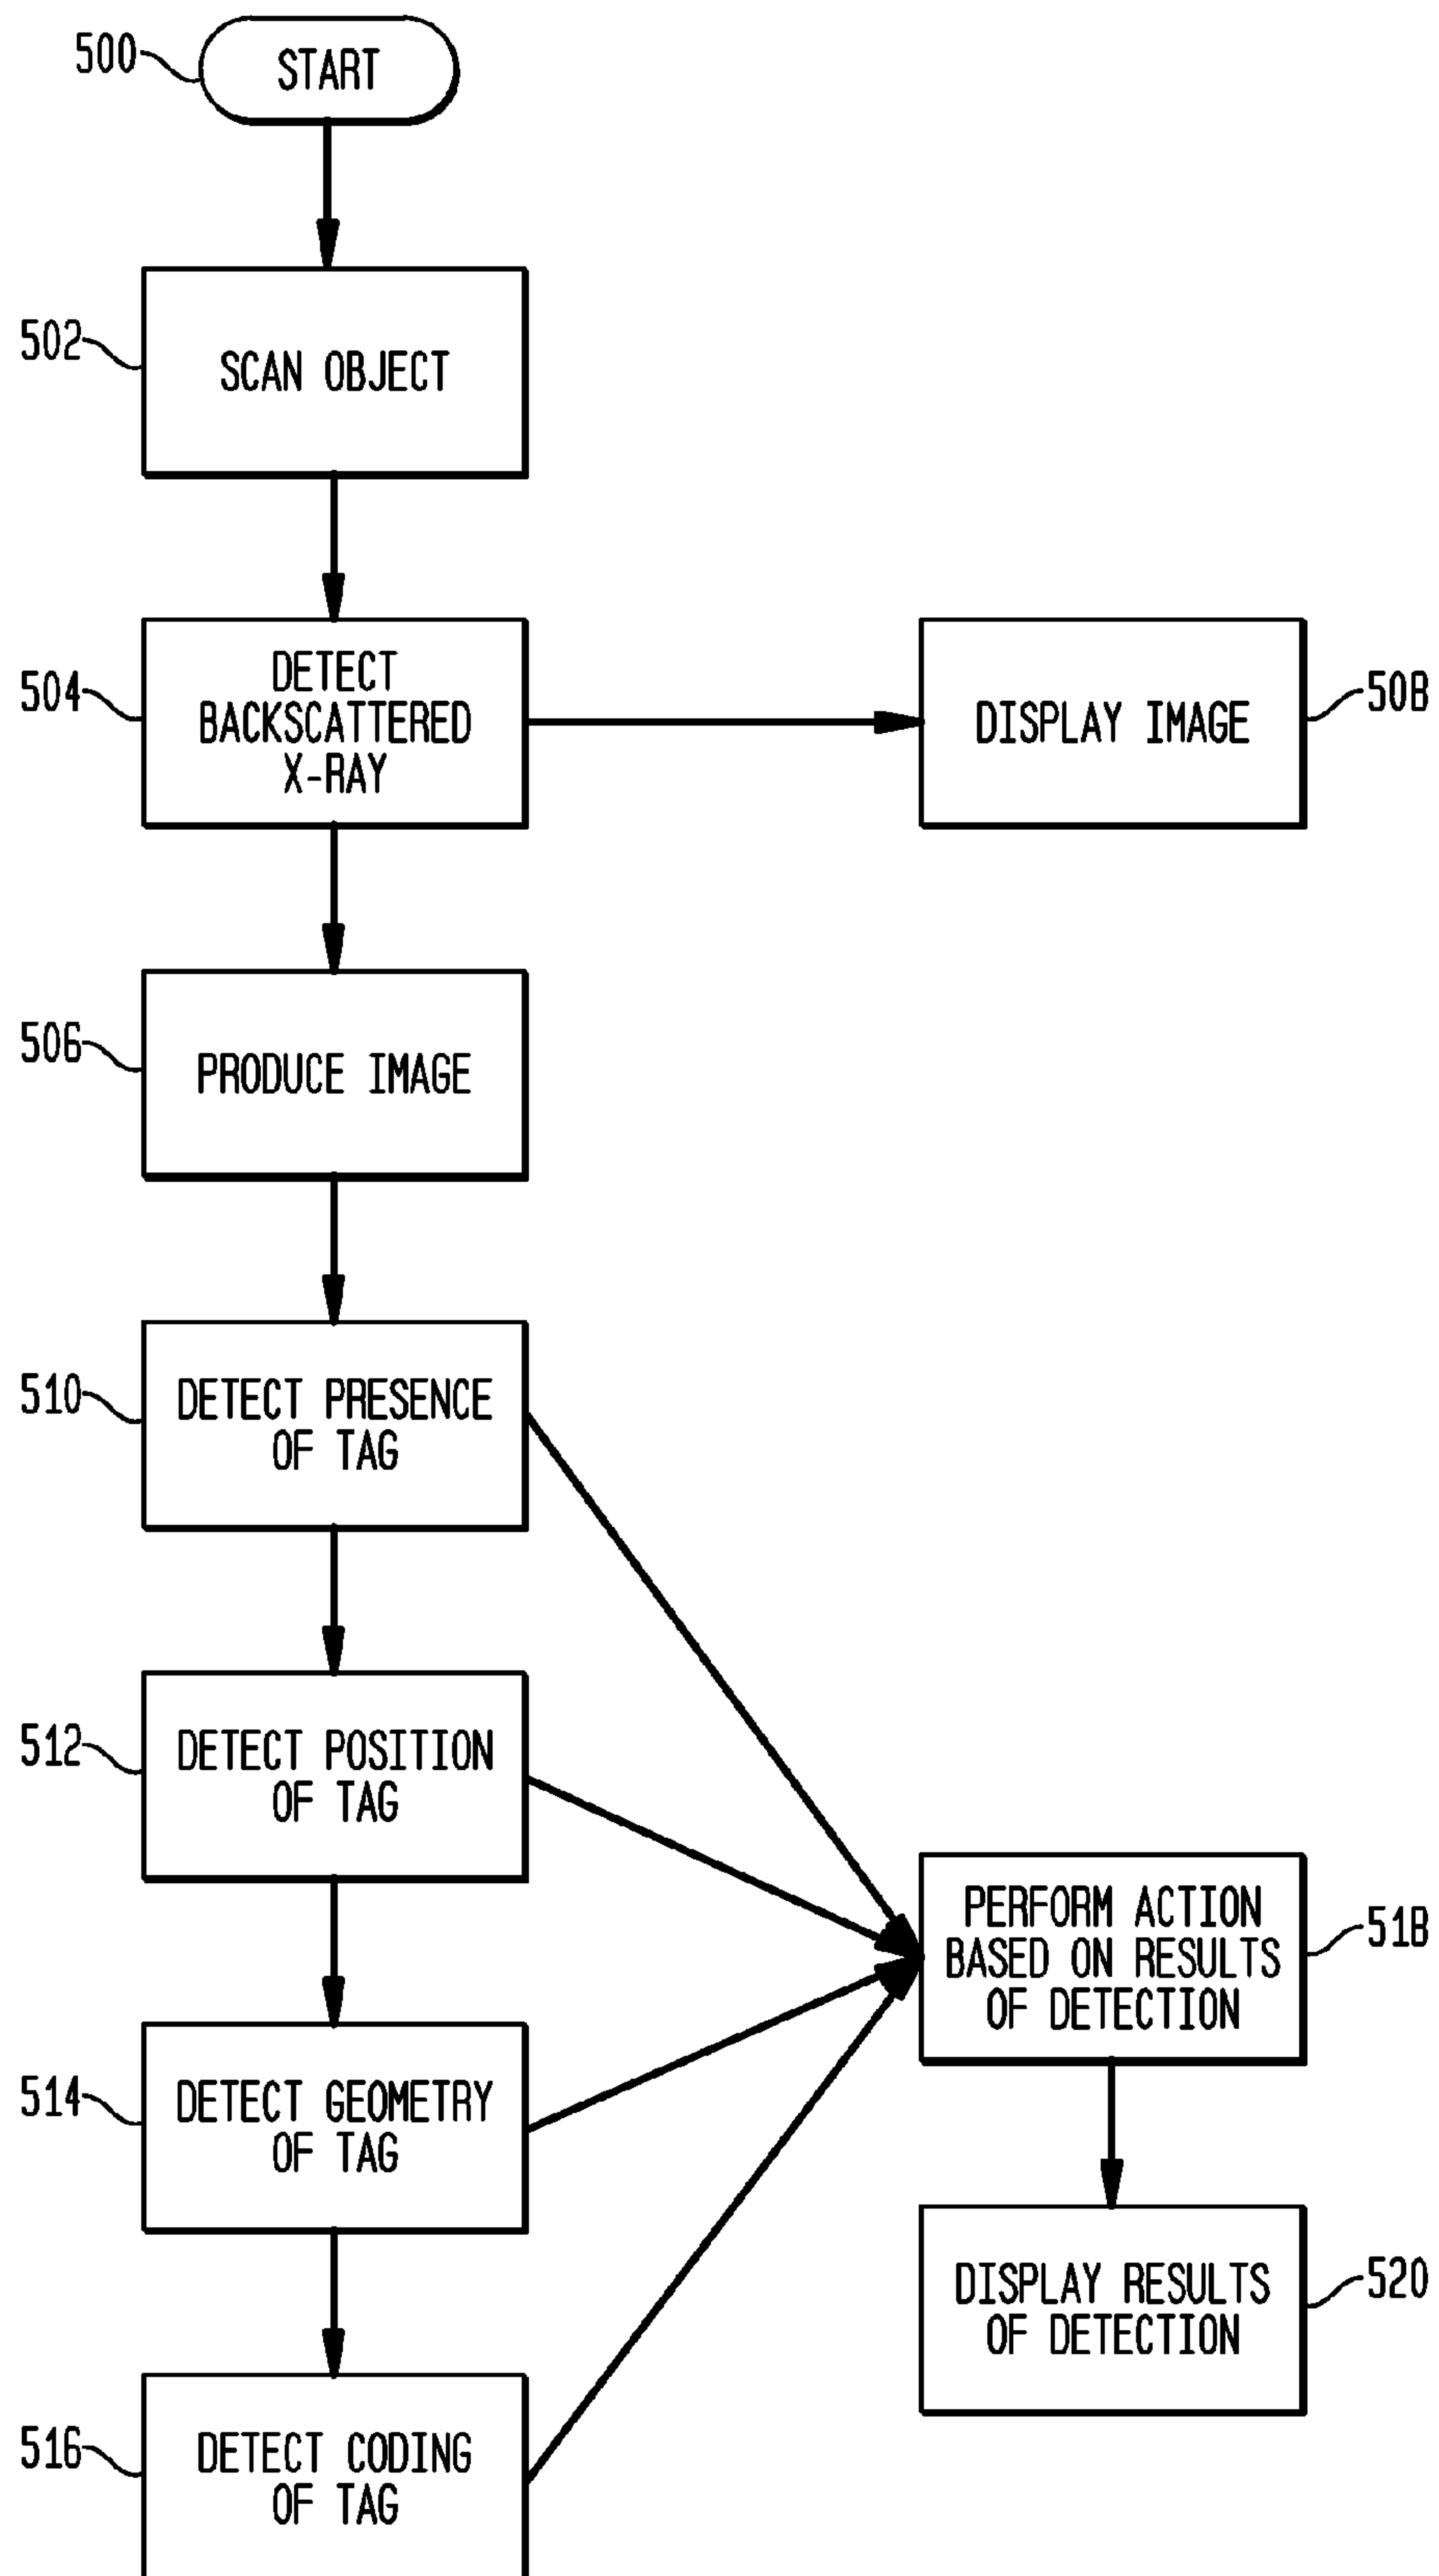 500
START
502
SCAN OBJECT
504
DETECT
BACKSCATTERED
X-RAY
DISPLAY IMAGE
508
506
PRODUCE IMAGE
510
DETECT PRESENCE
OF TAG
512
DETECT POSITION
OF TAG
PERFORM ACTION
BASED ON RESULTS
OF DETECTION
518
514
DETECT GEOMETRY
OF TAG
DISPLAY RESULTS
OF DETECTION
520
516
DETECT CODING
OF TAG